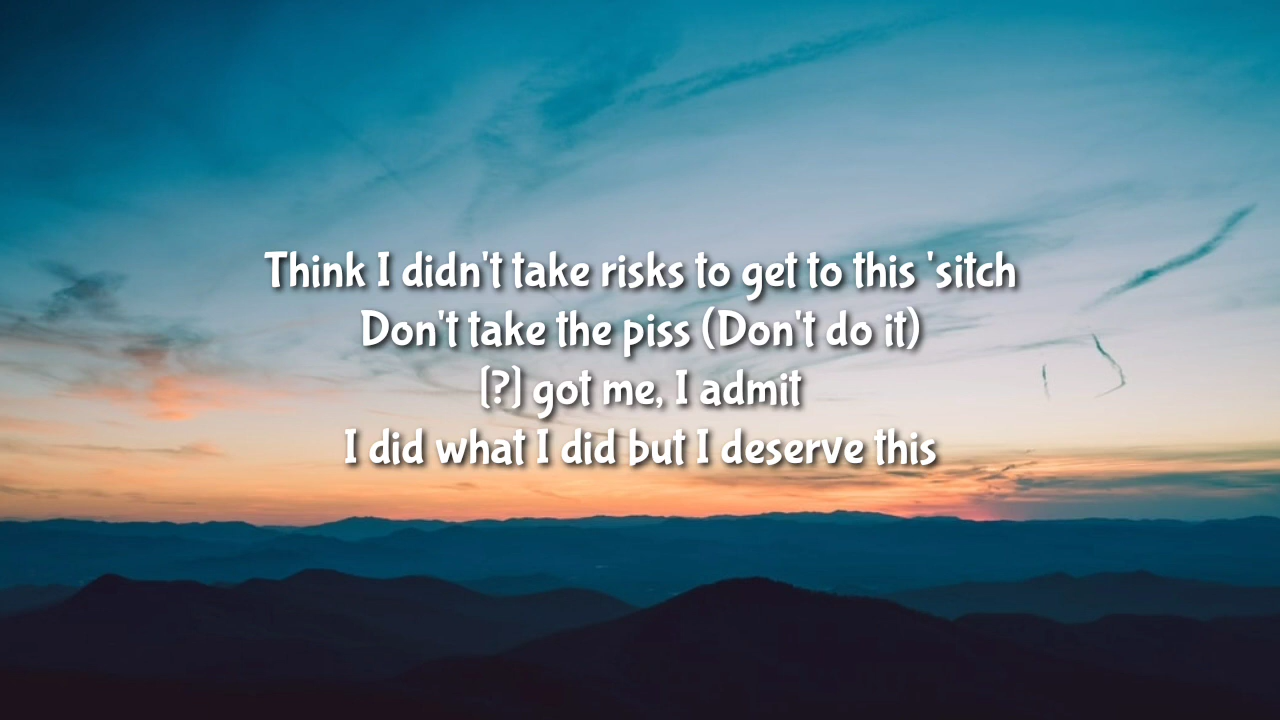 Think I didn't take risks to get to this 'sitch
Don't take the piss (Don't do it)
[?] got me, I admit
I did what I did but I deserve this